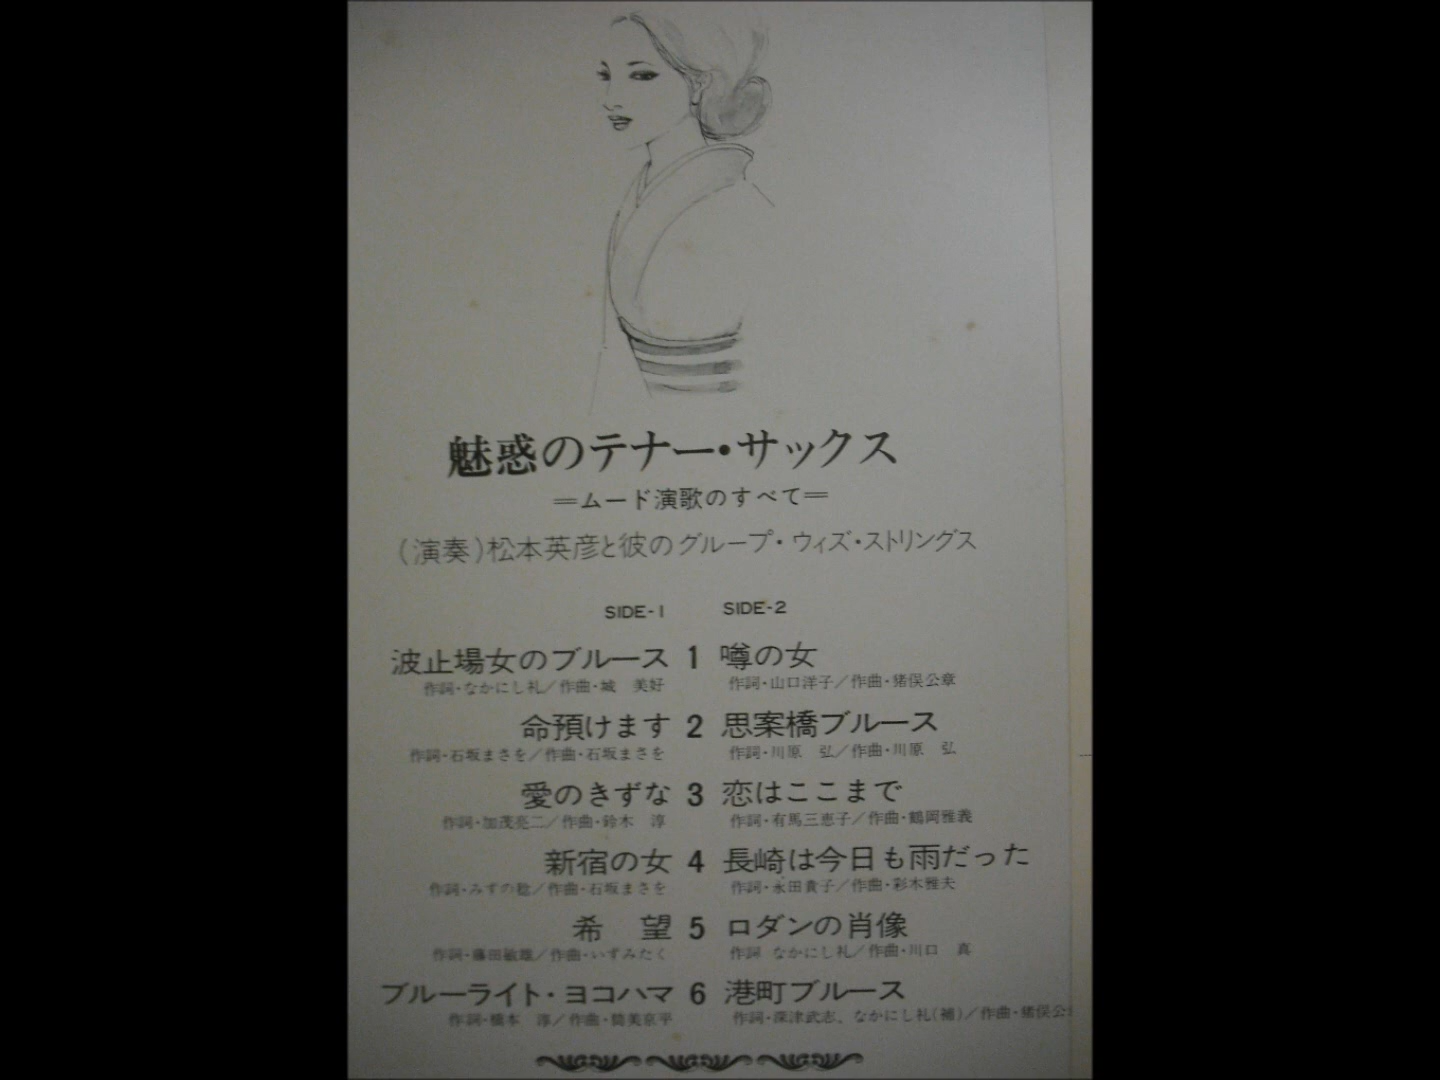 魅惑のテナー・サックス
=ムード演歌のすべて=
(演奏)松本英彦と彼のグループ・ウィズ・ストリングス
SIDE-1 SIDE-2
波止場女のブルース 1 噂の女
作詞・なかにし礼/作曲・城 美好 作詞・山口洋子/作曲・猪俣公章
命預けます 2 思案橋ブルース
作詞・石坂まさを/作曲・石坂まさを 作詞・川原 弘/作曲・川原 弘
愛のきずな 3 恋はここまで
作詞・加茂亮二/作曲・鈴木 淳 作詞・有馬三恵子/作曲・鶴岡雅義
新宿の女 4 長崎は今日も雨だった
作詞・みずの稔/作曲・石坂まさを 作詞・永田貴子/作曲・彩木雅夫
希 望 5 ロダンの肖像
作詞・藤田敏雄/作曲・いずみたく 作詞 なかにし礼/作曲・川口 真
ブルーライト・ヨコハマ 6 港町ブルース
作詞・橋本 淳/作曲・筒美京平 作詞・深津武志、なかにし礼(補)/作曲・猪俣公